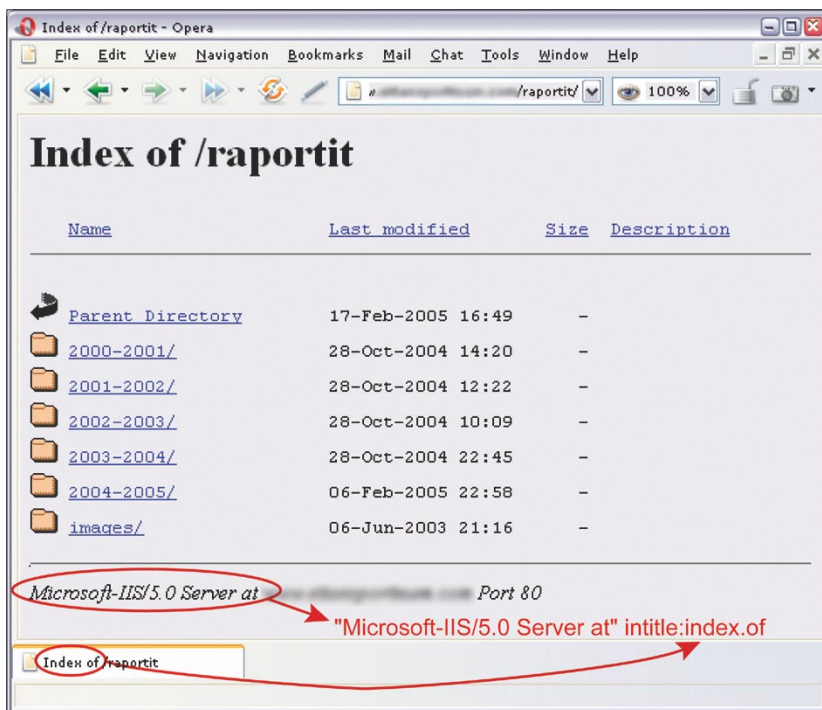 Index of /raportit - Opera
File Edit View Navigation Bookmarks Mail Chat Tools Window Help
/raportit/ 100%
Index of /raportit
Name Last modified Size Description
Parent Directory 17-Feb-2005 16:49 -
2000-2001/ 28-Oct-2004 14:20 -
2001-2002/ 28-Oct-2004 12:22 -
2002-2003/ 28-Oct-2004 10:09 -
2003-2004/ 28-Oct-2004 22:45 -
2004-2005/ 06-Feb-2005 22:58 -
images/ 06-Jun-2003 21:16 -
Microsoft-IIS/5.0 Server at Port 80
"Microsoft-IIS/5.0 Server at" intitle:index.of
Index of /raportit